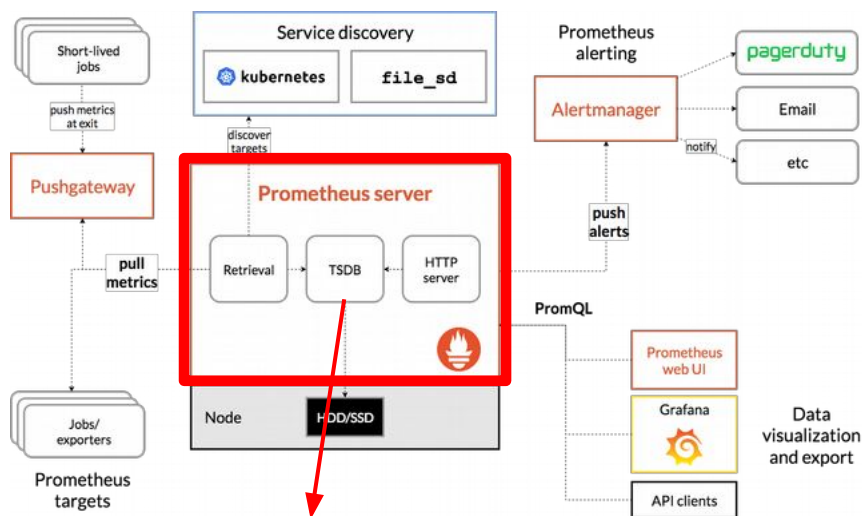 Short-lived
jobs
push metrics
at exit
Pushgateway
pull
metrics
Jobs/
exporters
Prometheus
targets
Service discovery
kubernetes
file_sd
discover
targets
Prometheus server
Retrieval
TSDB
HTTP
server
Node
HDD/SSD
Prometheus
alerting
Alertmanager
push
alerts
notify
pagerduty
Email
etc
PromQL
Prometheus
web UI
Grafana
API clients
Data
visualization
and export